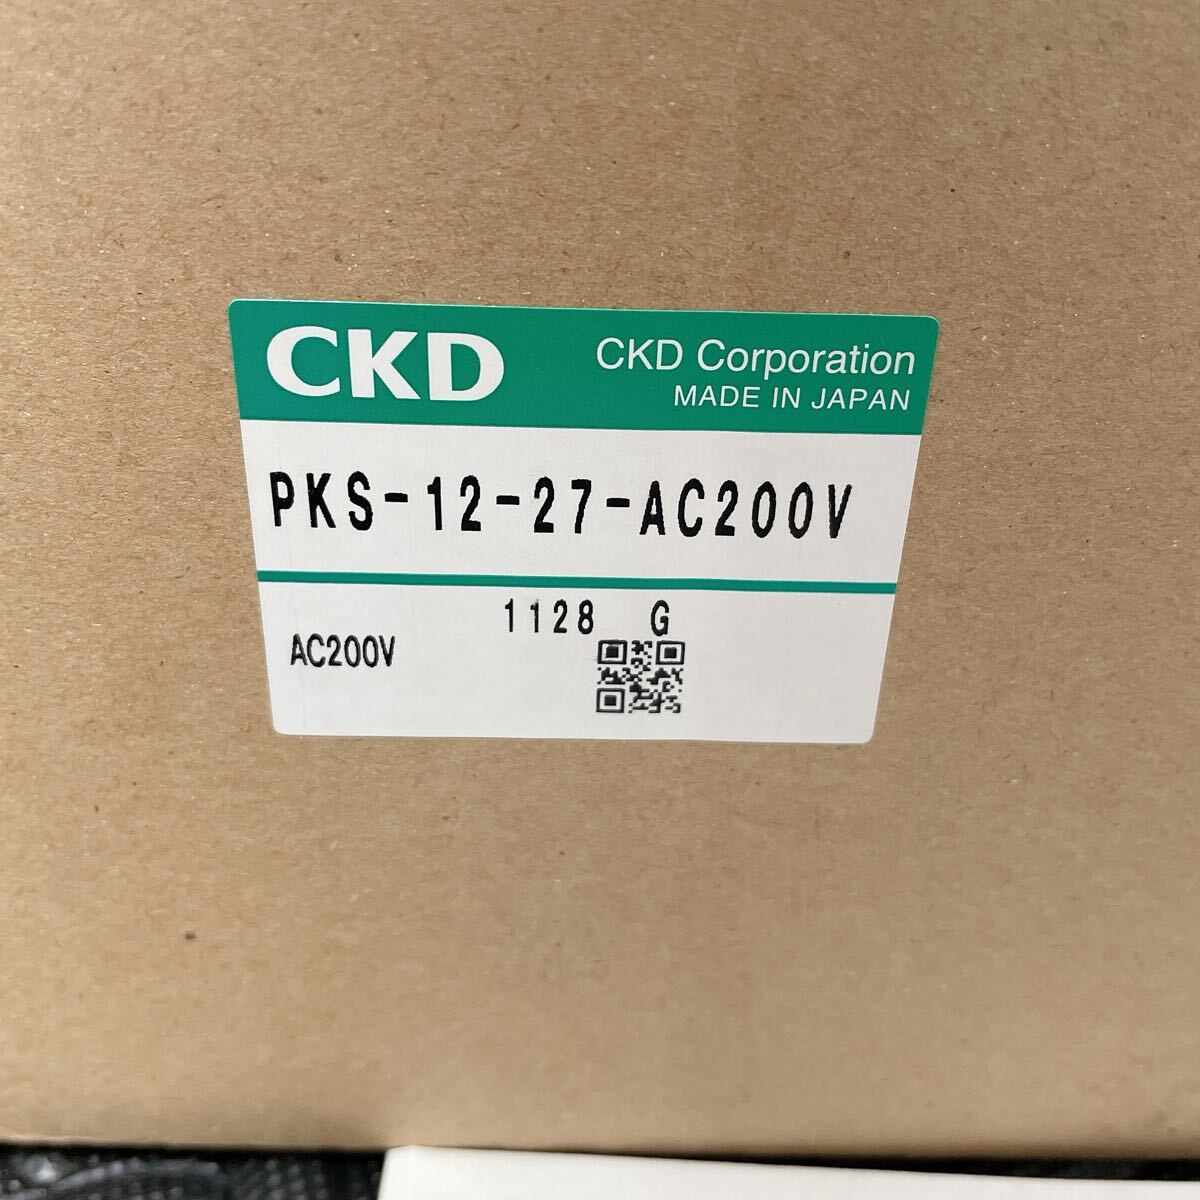 CKD
CKD Corporation
MADE IN JAPAN
PKS-12-27-AC200V
1128 G
AC200V